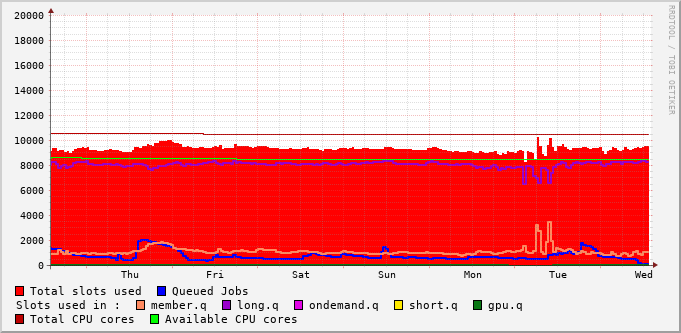 20000
18000
16000
14000
12000
10000
8000
6000
4000
2000
0
Thu Fri Sat Sun Mon Tue Wed
RRDTOOL / TOBI OETIKER
Total slots used Queued Jobs
Slots used in : member.q long.q ondemand.q short.q gpu.q
Total CPU cores Available CPU cores